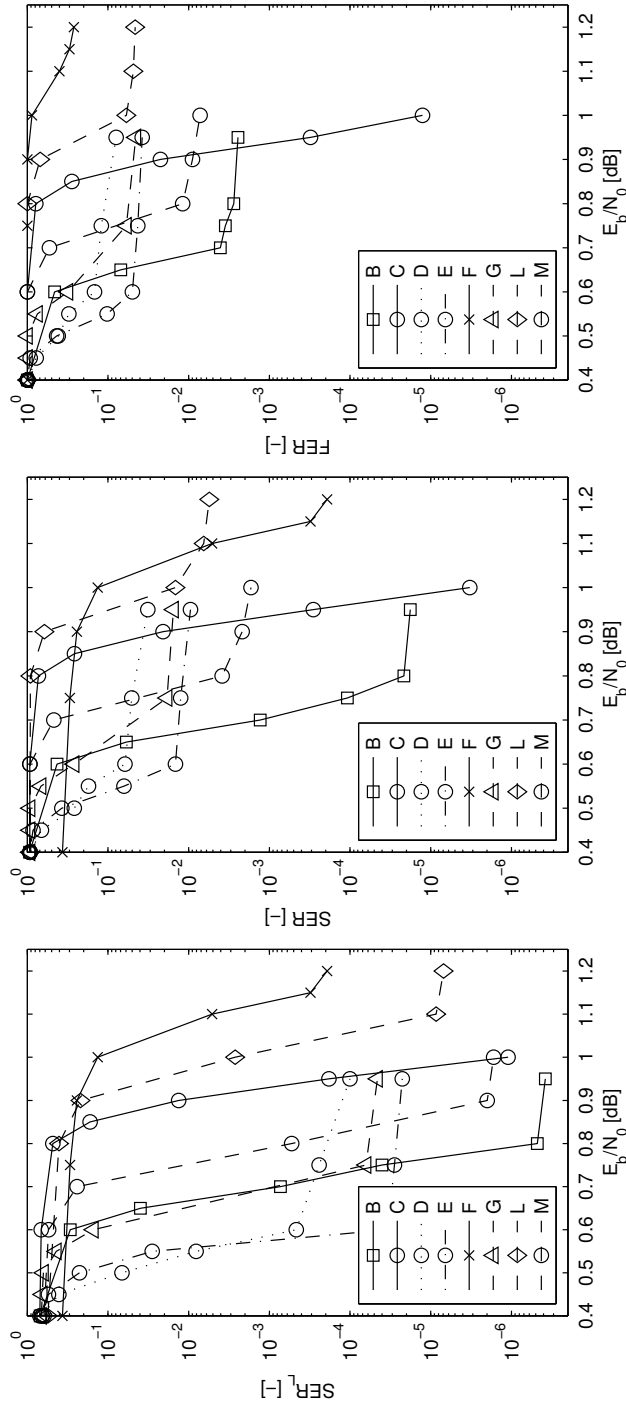 10^0
10^-1
10^-2
10^-3
10^-4
10^-5
10^-6
SER_L [-]
0.4
0.5
0.6
0.7
0.8
0.9
1
1.1
1.2
E_b/N_0 [dB]
B
C
D
E
F
G
L
M
10^0
10^-1
10^-2
10^-3
10^-4
10^-5
10^-6
SER [-]
0.4
0.5
0.6
0.7
0.8
0.9
1
1.1
1.2
E_b/N_0 [dB]
B
C
D
E
F
G
L
M
10^0
10^-1
10^-2
10^-3
10^-4
10^-5
10^-6
FER [-]
0.4
0.5
0.6
0.7
0.8
0.9
1
1.1
1.2
E_b/N_0 [dB]
B
C
D
E
F
G
L
M